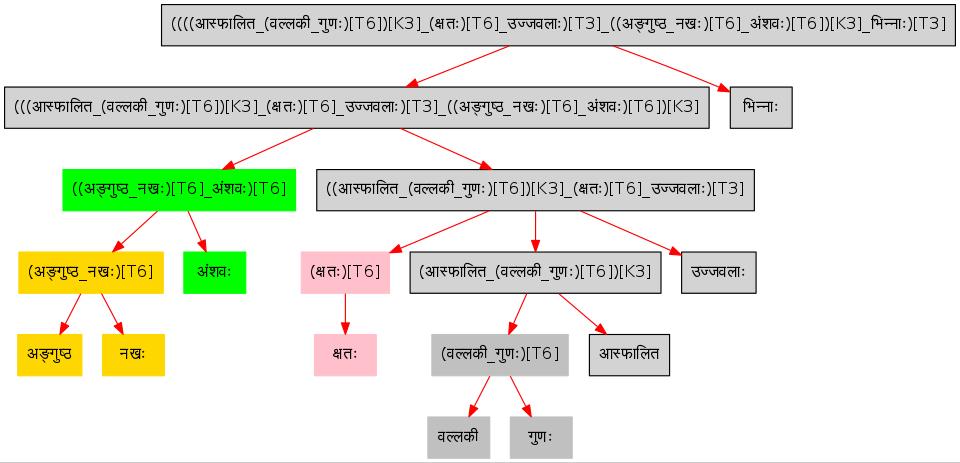 ((((आस्फालित_(वल्लकी_गुणः)[T6])[K3]_(क्षतः)[T6]_उज्जवलाः)[T3]_((अङ्गुष्ठ_नखः)[T6]_अंशवः)[T6])[K3]_भिन्नाः)[T3]
(((आस्फालित_(वल्लकी_गुणः)[T6])[K3]_(क्षतः)[T6]_उज्जवलाः)[T3]_((अङ्गुष्ठ_नखः)[T6]_अंशवः)[T6])[K3] भिन्नाः
((अङ्गुष्ठ_नखः)[T6]_अंशवः)[T6] ((आस्फालित_(वल्लकी_गुणः)[T6])[K3]_(क्षतः)[T6]_उज्जवलाः)[T3]
(अङ्गुष्ठ_नखः)[T6] अंशवः (क्षतः)[T6] (आस्फालित_(वल्लकी_गुणः)[T6])[K3] उज्जवलाः
अङ्गुष्ठ नखः क्षतः (वल्लकी_गुणः)[T6] आस्फालित
वल्लकी गुणः